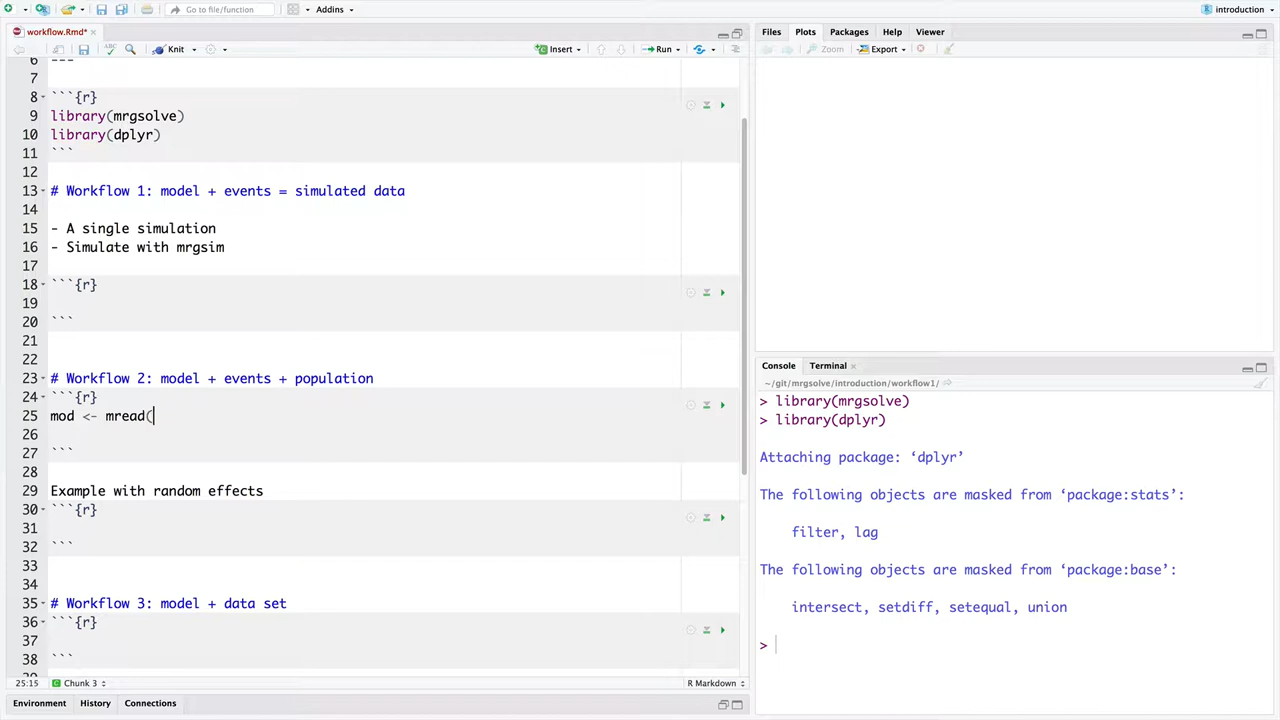 Go to file/function
Addins
introduction
workflow.Rmd*
Knit
Insert
Run
6 ---
7
8 ```{r}
9 library(mrgsolve)
10 library(dplyr)
11 ```
12
13 # Workflow 1: model + events = simulated data
14
15 - A single simulation
16 - Simulate with mrgsim
17
18 ```{r}
19
20 ```
21
22
23 # Workflow 2: model + events + population
24 ```{r}
25 mod <- mread(
26
27 ```
28
29 Example with random effects
30 ```{r}
31
32 ```
33
34
35 # Workflow 3: model + data set
36 ```{r}
37
38 ```
25:15
Chunk 3
R Markdown
Environment
History
Connections
Files
Plots
Packages
Help
Viewer
Zoom
Export
Console
Terminal
~/git/mrgsolve/introduction/workflow1/
> library(mrgsolve)
> library(dplyr)
Attaching package: ‘dplyr’
The following objects are masked from ‘package:stats’:
filter, lag
The following objects are masked from ‘package:base’:
intersect, setdiff, setequal, union
>